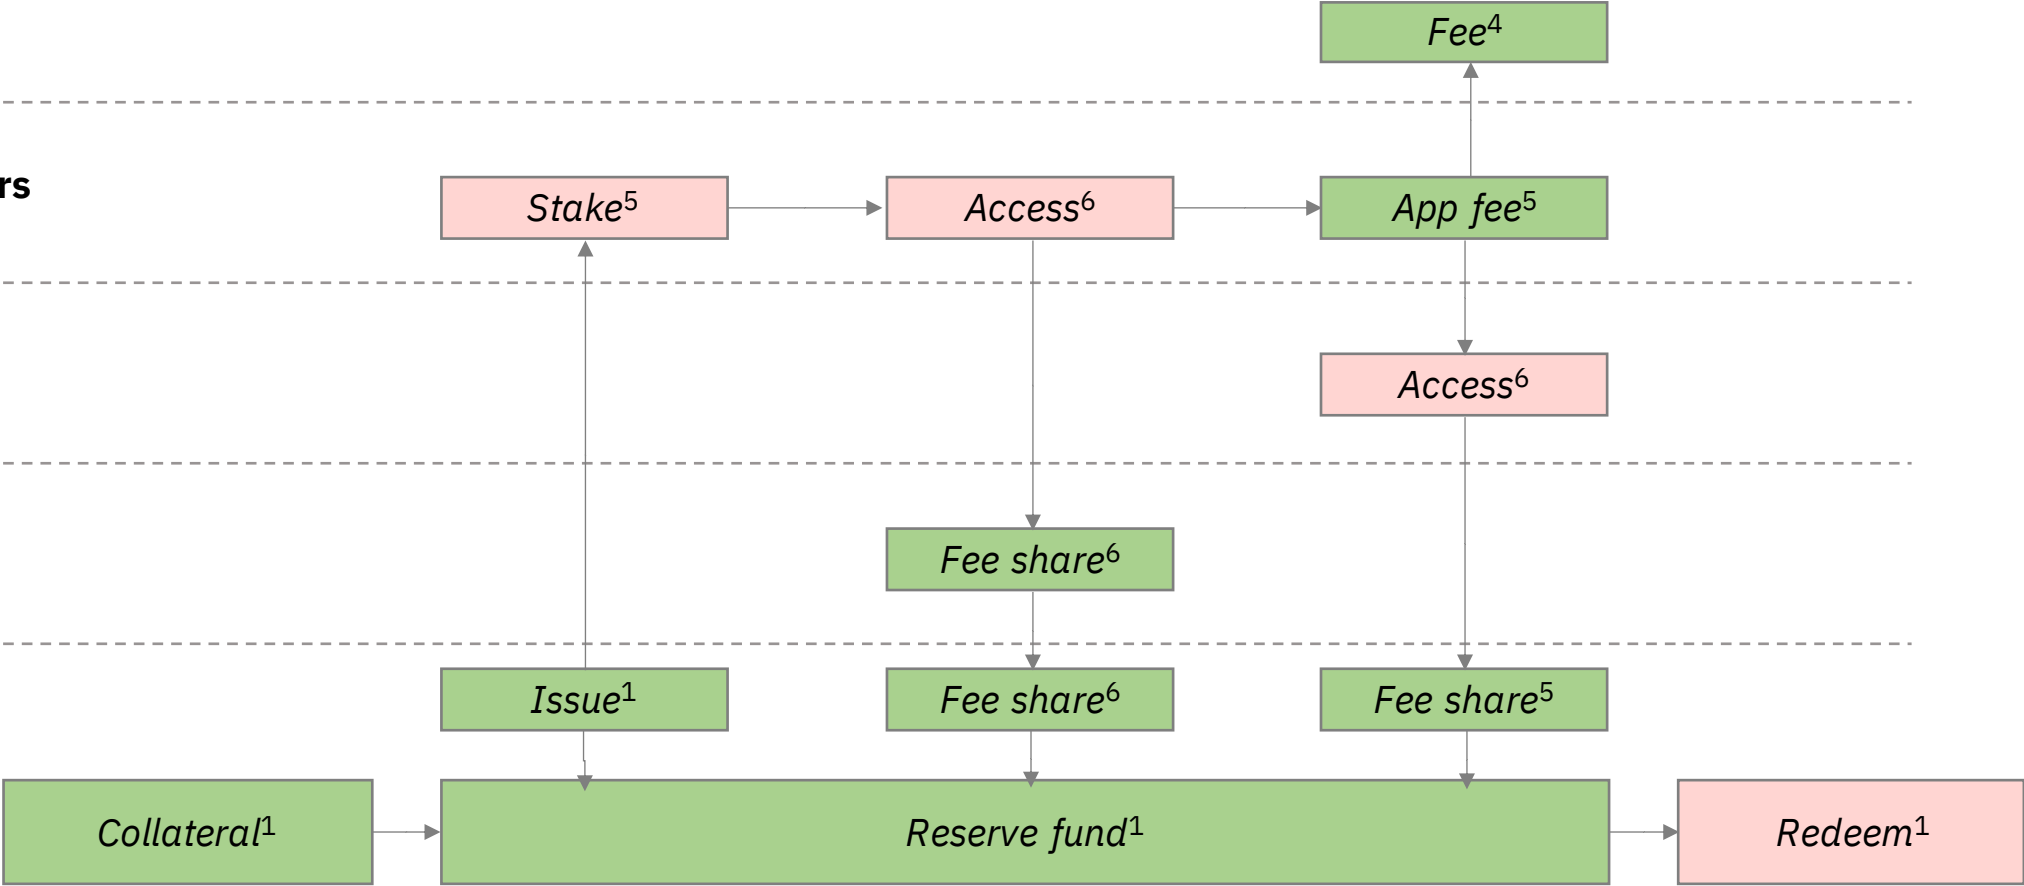 Fee⁴
rs
Stake⁵
Access⁶
App fee⁵
Access⁶
Fee share⁶
Issue¹
Fee share⁶
Fee share⁵
Collateral¹
Reserve fund¹
Redeem¹